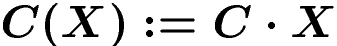 C(X) := C · X